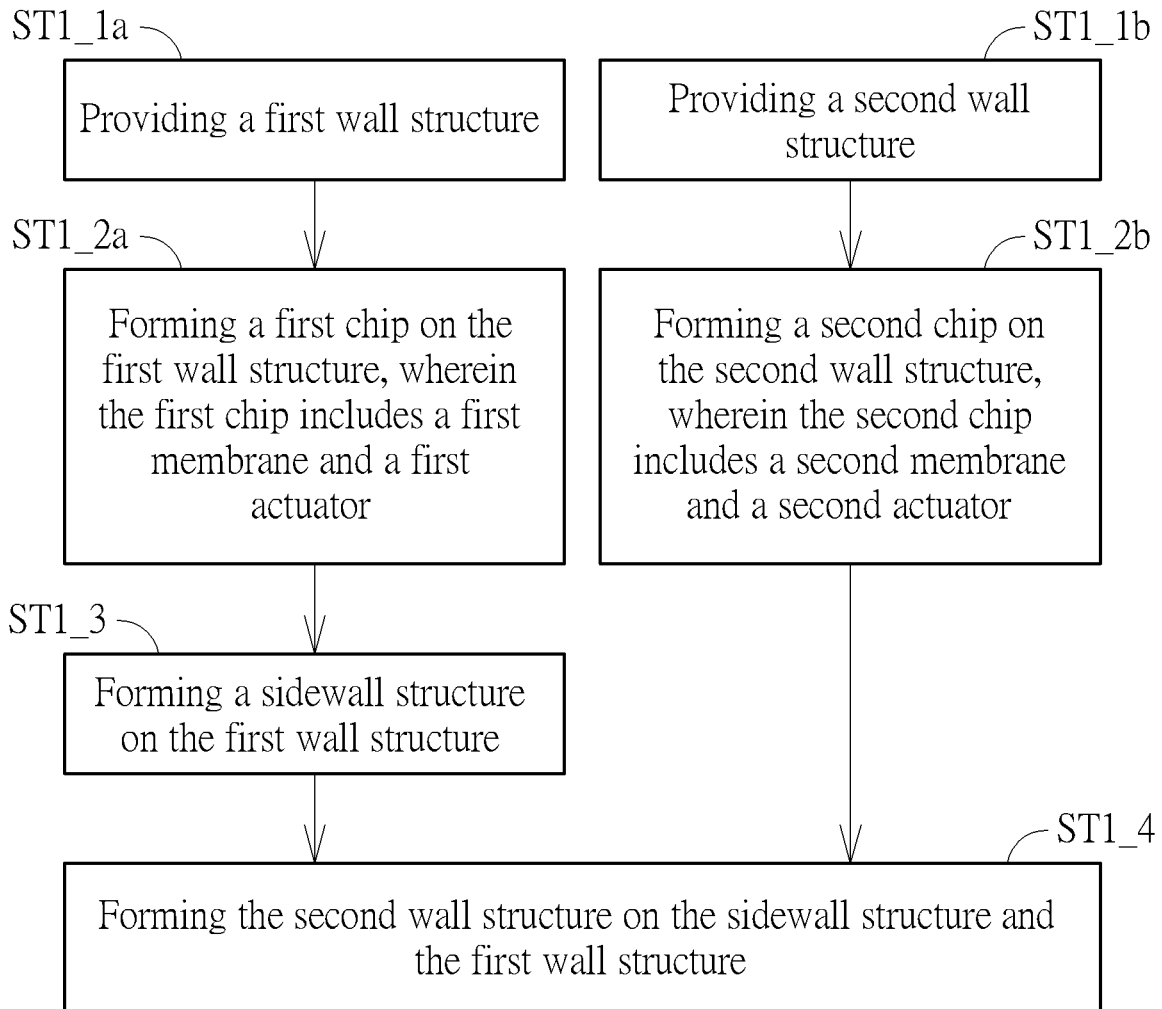 ST1_1a
Providing a first wall structure
ST1_1b
Providing a second wall
structure
ST1_2a
Forming a first chip on the
first wall structure, wherein
the first chip includes a first
membrane and a first
actuator
ST1_2b
Forming a second chip on
the second wall structure,
wherein the second chip
includes a second membrane
and a second actuator
ST1_3
Forming a sidewall structure
on the first wall structure
ST1_4
Forming the second wall structure on the sidewall structure and
the first wall structure